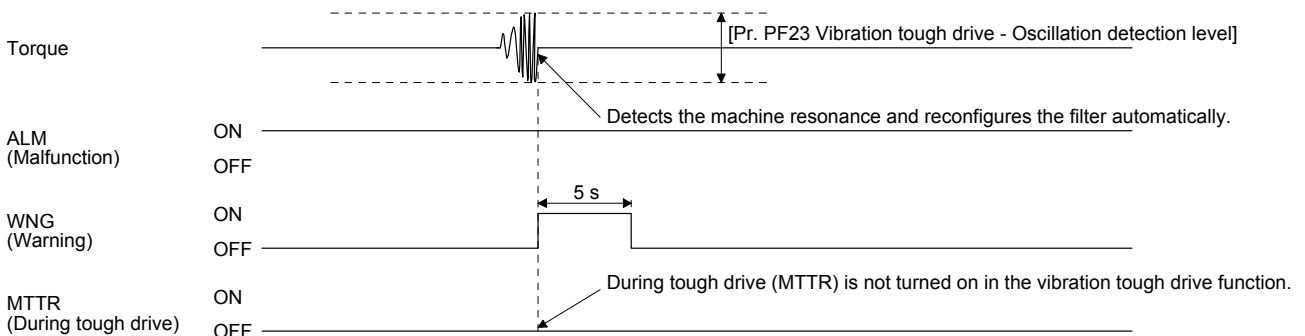 [Pr. PF23 Vibration tough drive - Oscillation detection level]
Torque
Detects the machine resonance and reconfigures the filter automatically.
ALM
(Malfunction)
ON
OFF
5 s
WNG
(Warning)
ON
OFF
During tough drive (MTTR) is not turned on in the vibration tough drive function.
MTTR
(During tough drive)
ON
OFF